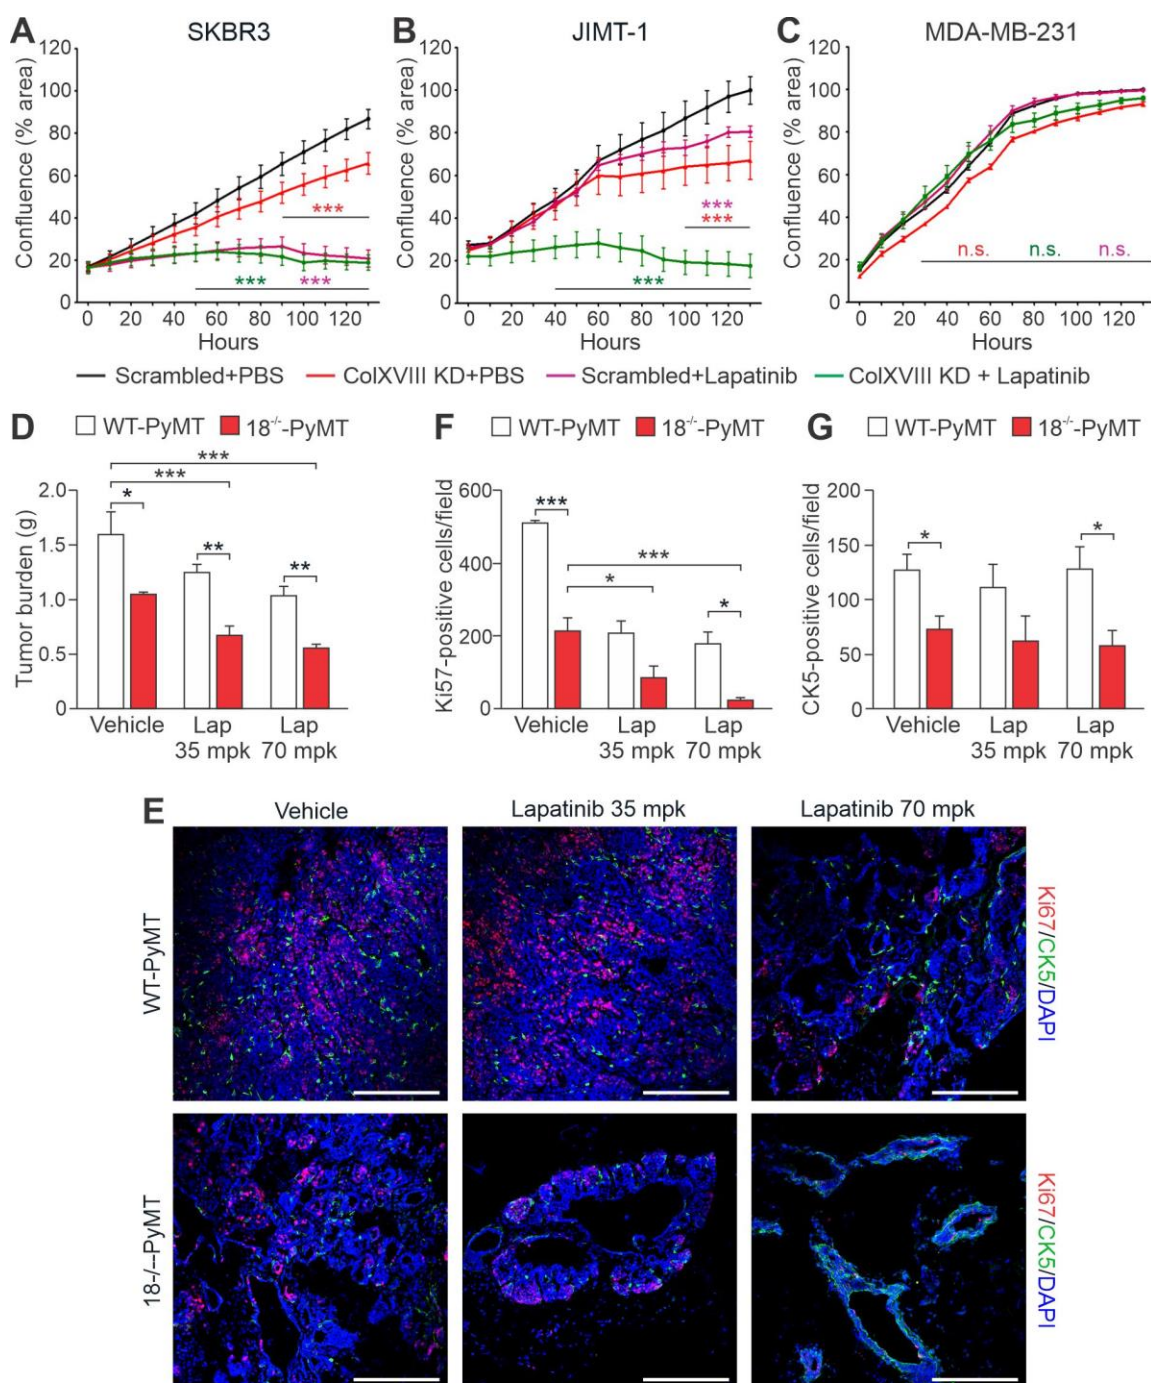 A SKBR3
B JIMT-1
C MDA-MB-231
Confluence (% area)
120
100
80
60
40
20
0
***
*** ***
0 20 40 60 80 100 120
Hours
Confluence (% area)
120
100
80
60
40
20
0
***
***
***
0 20 40 60 80 100 120
Hours
Confluence (% area)
120
100
80
60
40
20
0
n.s. n.s. n.s.
0 20 40 60 80 100 120
Hours
Scrambled+PBS ColXVIII KD+PBS Scrambled+Lapatinib ColXVIII KD + Lapatinib
D WT-PyMT 18-/--PyMT
Tumor burden (g)
2.0
1.5
1.0
0.5
0
***
***
*
**
**
Vehicle Lap 35 mpk Lap 70 mpk
F WT-PyMT 18-/--PyMT
Ki57-positive cells/field
600
400
200
0
***
***
*
*
Vehicle Lap 35 mpk Lap 70 mpk
G WT-PyMT 18-/--PyMT
CK5-positive cells/field
200
150
100
50
0
*
*
Vehicle Lap 35 mpk Lap 70 mpk
E Vehicle Lapatinib 35 mpk Lapatinib 70 mpk
WT-PyMT
Ki67/CK5/DAPI
18-/--PyMT
Ki67/CK5/DAPI